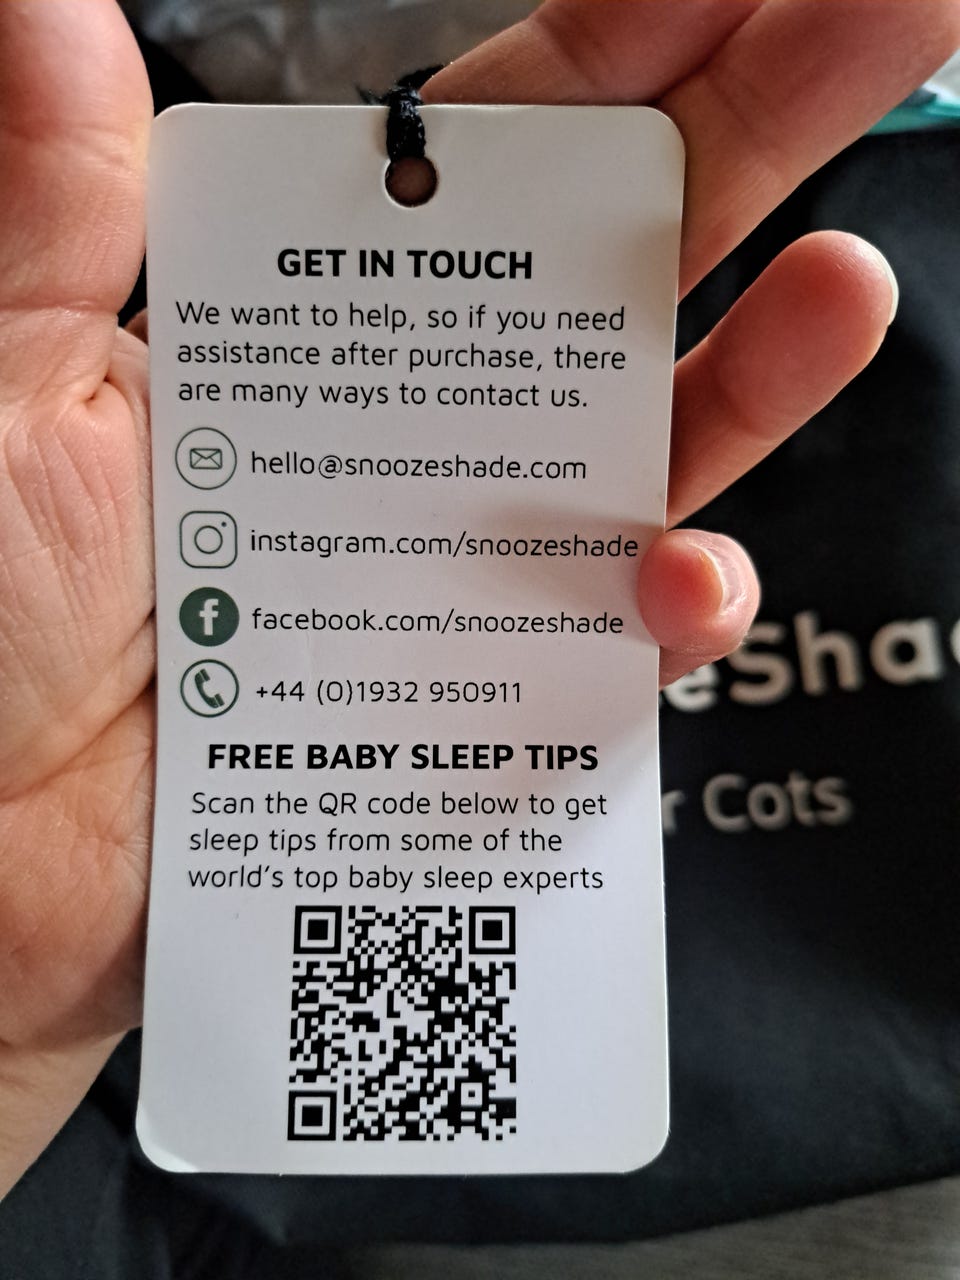 GET IN TOUCH
We want to help, so if you need
assistance after purchase, there
are many ways to contact us.
hello@snoozeshade.com
instagram.com/snoozeshade
facebook.com/snoozeshade
+44 (0)1932 950911
FREE BABY SLEEP TIPS
Scan the QR code below to get
sleep tips from some of the
world's top baby sleep experts
eShad
r Cots